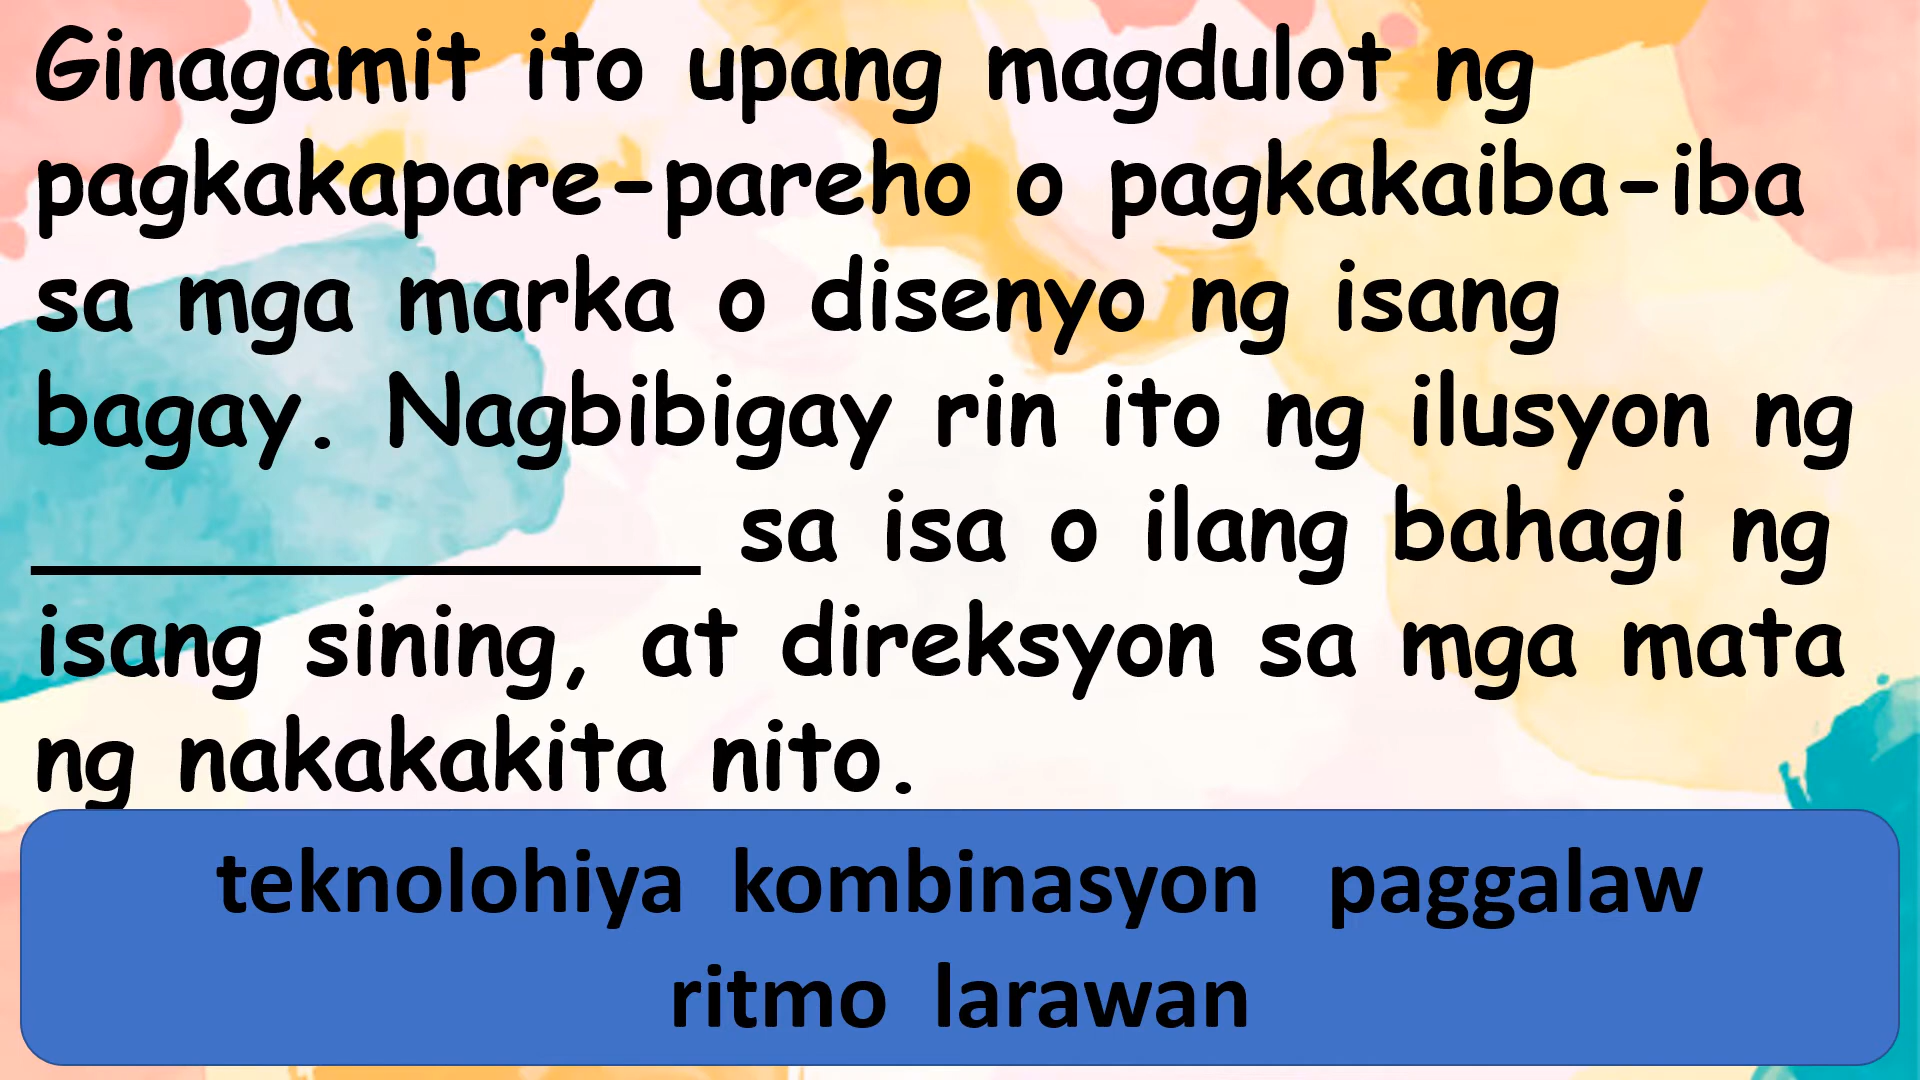 Ginagamit ito upang magdulot ng
pagkakapare-pareho o pagkakaiba-iba
sa mga marka o disenyo ng isang
bagay. Nagbibigay rin ito ng ilusyon ng
________________ sa isa o ilang bahagi ng
isang sining, at direksyon sa mga mata
ng nakakakita nito.
teknolohiya kombinasyon paggalaw
ritmo larawan